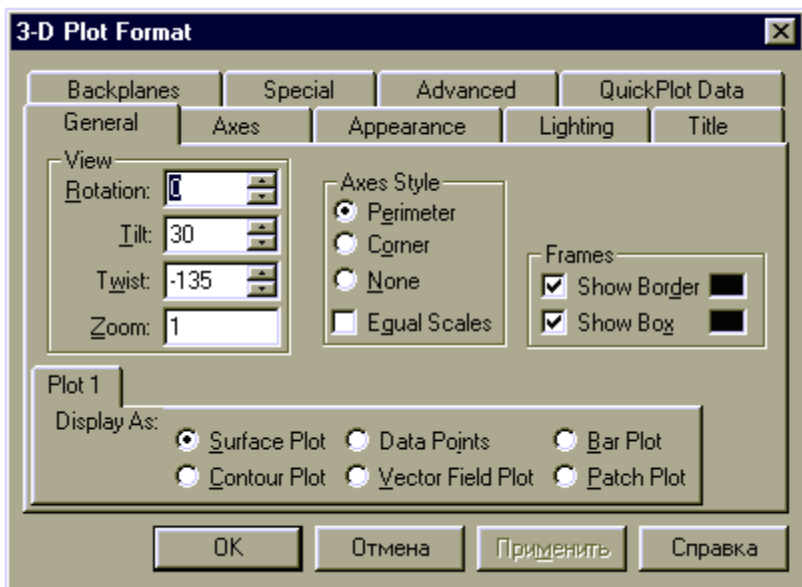 3-D Plot Format
Backplanes Special Advanced QuickPlot Data
General Axes Appearance Lighting Title
View
Rotation: 0
Tilt: 30
Twist: -135
Zoom: 1
Axes Style
Perimeter
Corner
None
Equal Scales
Frames
Show Border
Show Box
Plot 1
Display As:
Surface Plot Data Points Bar Plot
Contour Plot Vector Field Plot Patch Plot
OK Отмена Применить Справка